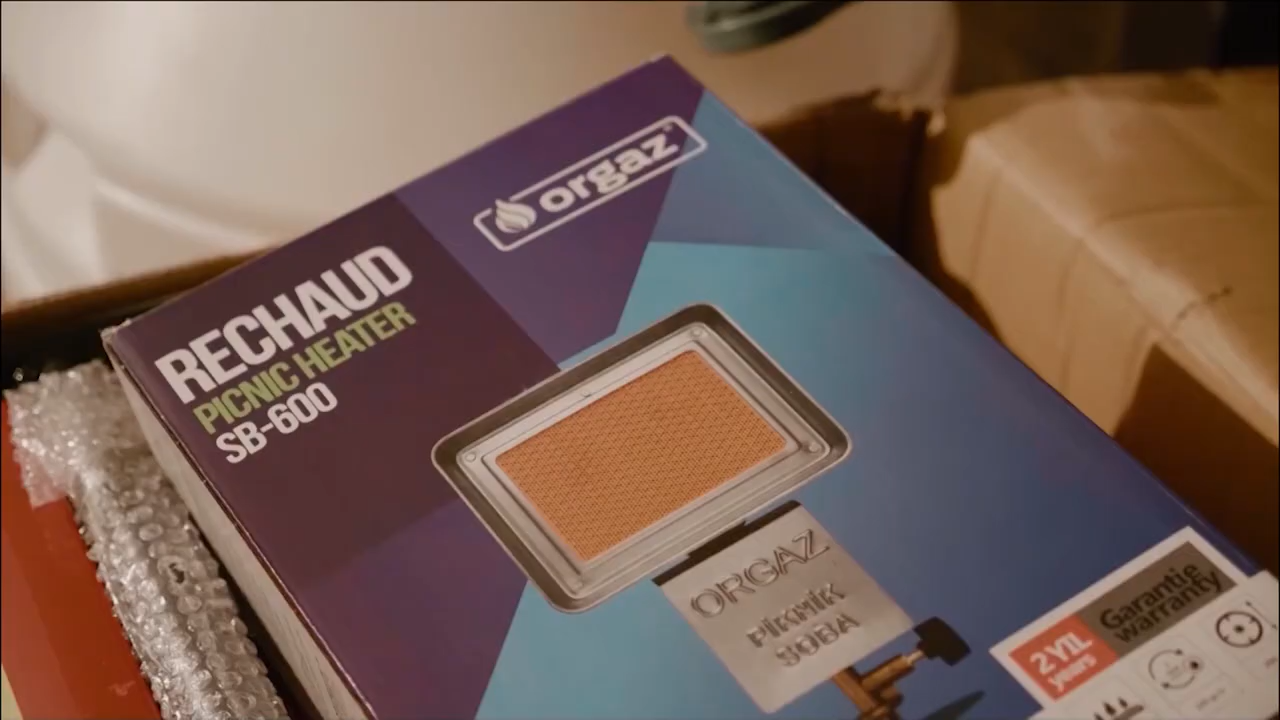 orgaz
RECHAUD
PICNIC HEATER
SB-600
ORGAZ
PİKNİK
SOBA
2 YIL
years
Garantie
warranty